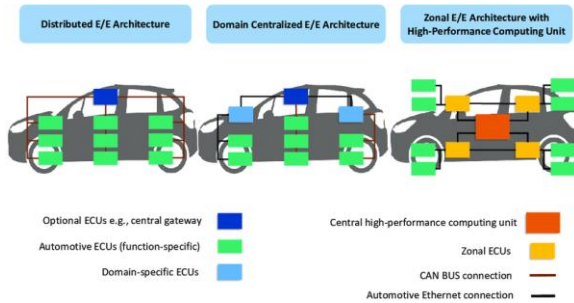 Distributed E/E Architecture
Domain Centralized E/E Architecture
Zonal E/E Architecture with
High-Performance Computing Unit
Optional ECUs e.g., central gateway
Automotive ECUs (function-specific)
Domain-specific ECUs
Central high-performance computing unit
Zonal ECUs
CAN BUS connection
Automotive Ethernet connection